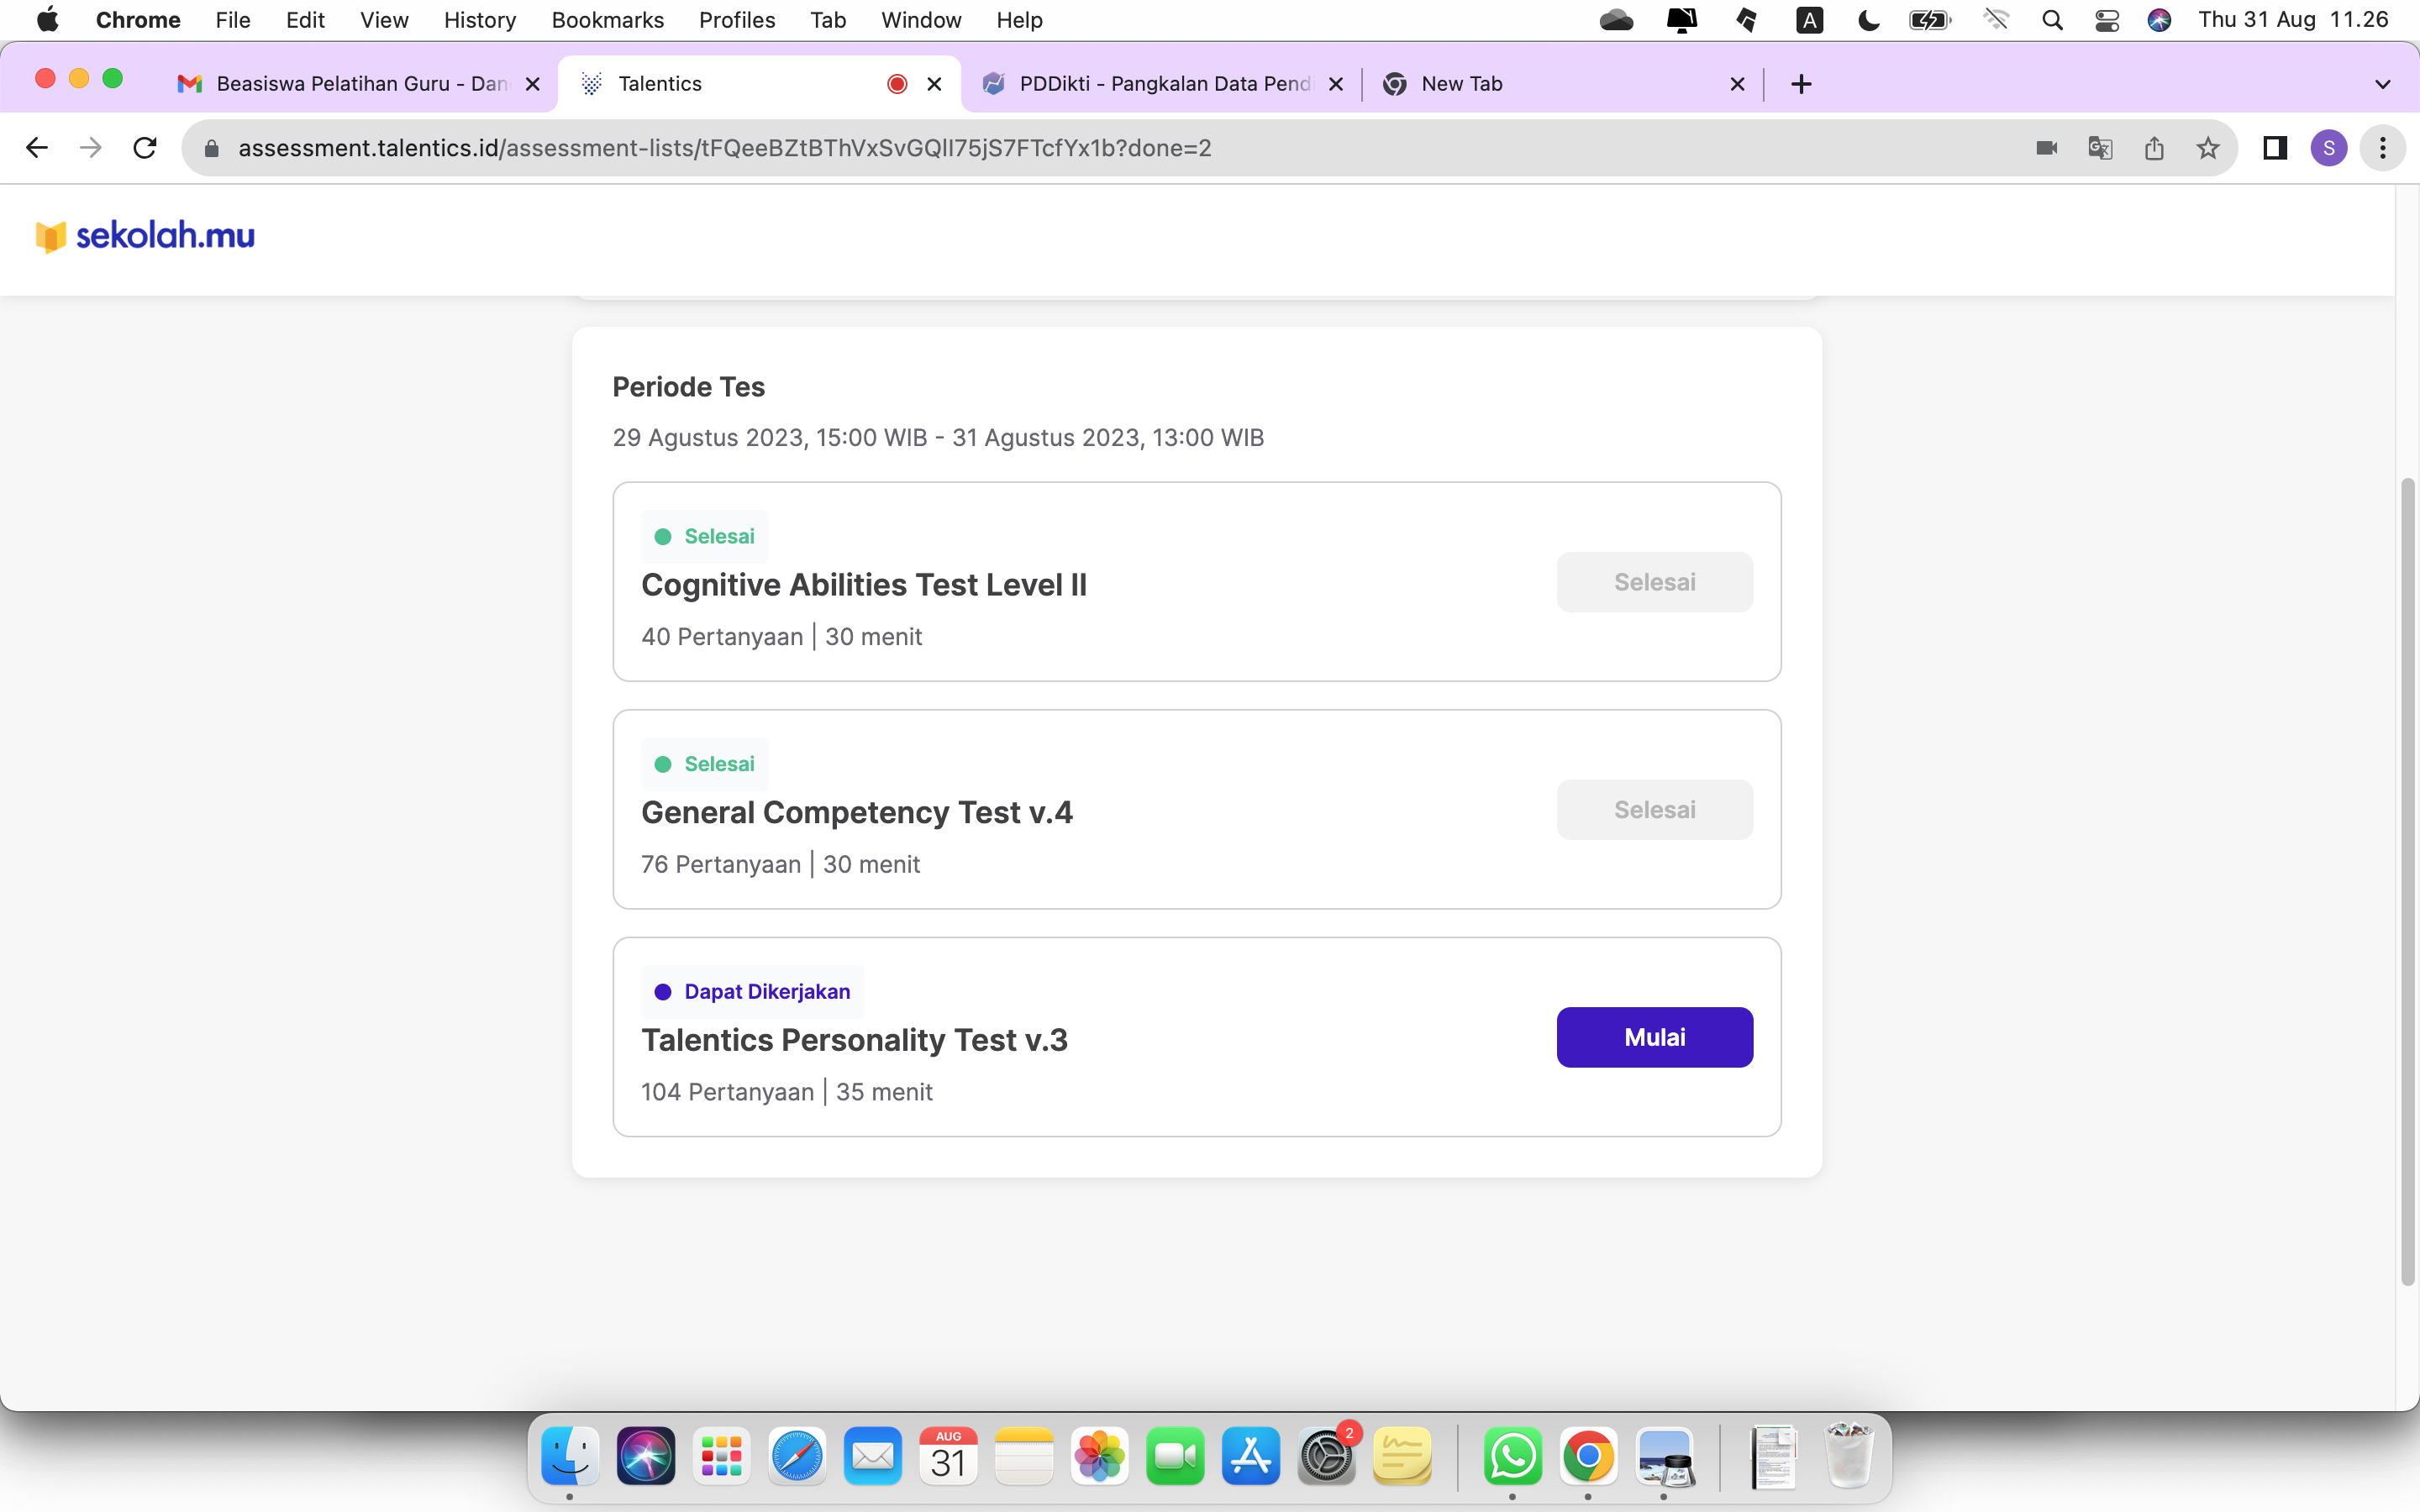 Chrome File Edit View History Bookmarks Profiles Tab Window Help A Thu 31 Aug 11.26
Beasiswa Pelatihan Guru - Dan Talentics PDDikti - Pangkalan Data Pend New Tab
assessment.talentics.id/assessment-lists/tFQeeBZtBThVxSvGQlI75jS7FTcfYx1b?done=2 S
sekolah.mu
Periode Tes
29 Agustus 2023, 15:00 WIB - 31 Agustus 2023, 13:00 WIB
Selesai
Cognitive Abilities Test Level II
Selesai
40 Pertanyaan | 30 menit
Selesai
General Competency Test v.4
Selesai
76 Pertanyaan | 30 menit
Dapat Dikerjakan
Talentics Personality Test v.3
Mulai
104 Pertanyaan | 35 menit
AUG
31
2